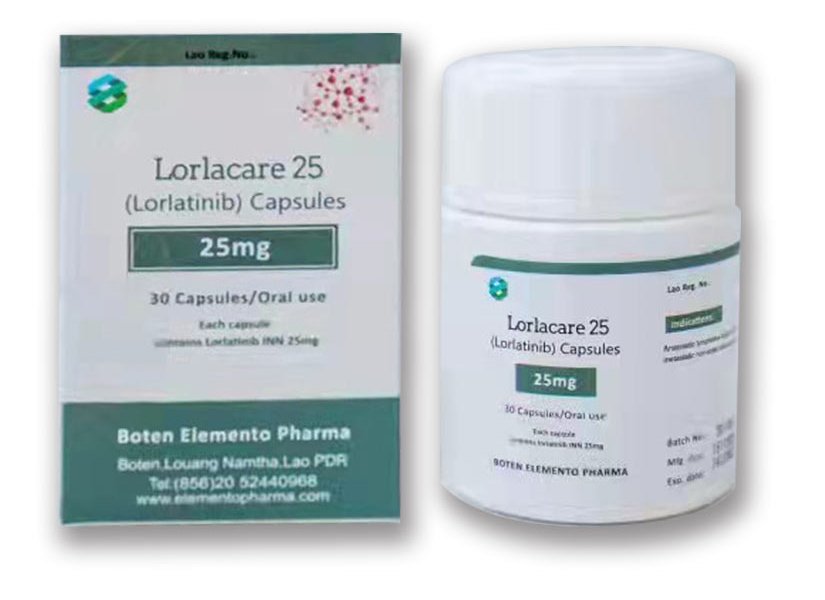 Lao Reg.No..
Lorlacare 25
(Lorlatinib) Capsules
25mg
30 Capsules/Oral use
Each capsule
contains Lorlatinib INN 25mg
Boten Elemento Pharma
Boten.Louang Namtha.Lao PDR
Tel:(856)20 52440968
www.elementopharma.com
Lorlacare 25
(Lorlatinib) Capsules
25mg
30 Capsules/Oral use
Each capsule
contains lorlatinib INN 25mg
BOTEN ELEMENTO PHARMA
Lao Reg. No.
Indications:
Batch No.
Mfg
Exp. date: